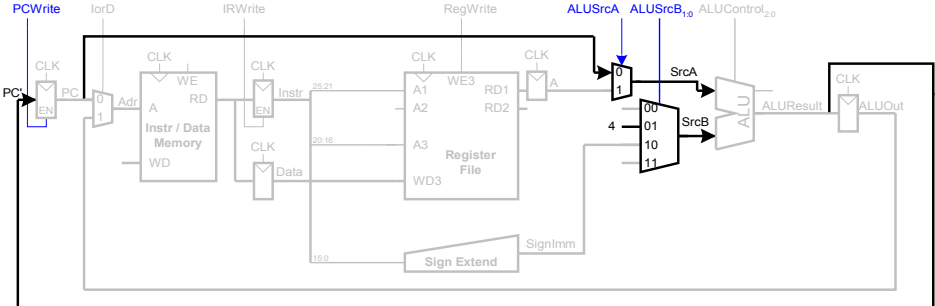 PCWrite IorD IRWrite RegWrite ALUSrcA ALUSrcB1:0 ALUControl2:0
CLK CLK CLK CLK CLK CLK
PC' PC EN
0 1 Adr
A RD WE
Instr / Data
Memory
WD
EN Instr
CLK
Data
25:21
20:16
15:0
A1 WE3 RD1
A2 RD2
A3
Register
File
WD3
A
0 SrcA
1
00
4 01 SrcB
10
11
ALU
ALUResult ALUOut
SignImm
Sign Extend